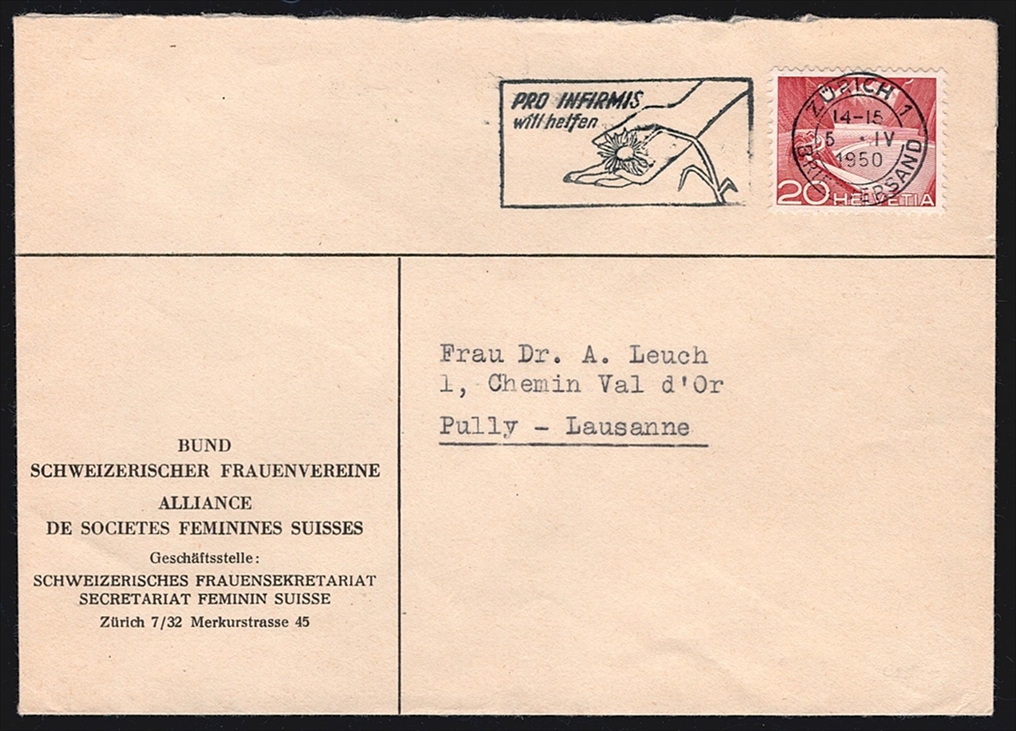 PRO INFIRMIS
will helfen
ZÜRICH 1
14-15
5 . IV
1950
20 HELVETIA
Frau Dr. A. Leuch
1, Chemin Val d'Or
Pully - Lausanne
BUND
SCHWEIZERISCHER FRAUENVEREINE
ALLIANCE
DE SOCIETES FEMININES SUISSES
Geschäftsstelle:
SCHWEIZERISCHES FRAUENSEKRETARIAT
SECRETARIAT FEMININ SUISSE
Zürich 7/32 Merkurstrasse 45